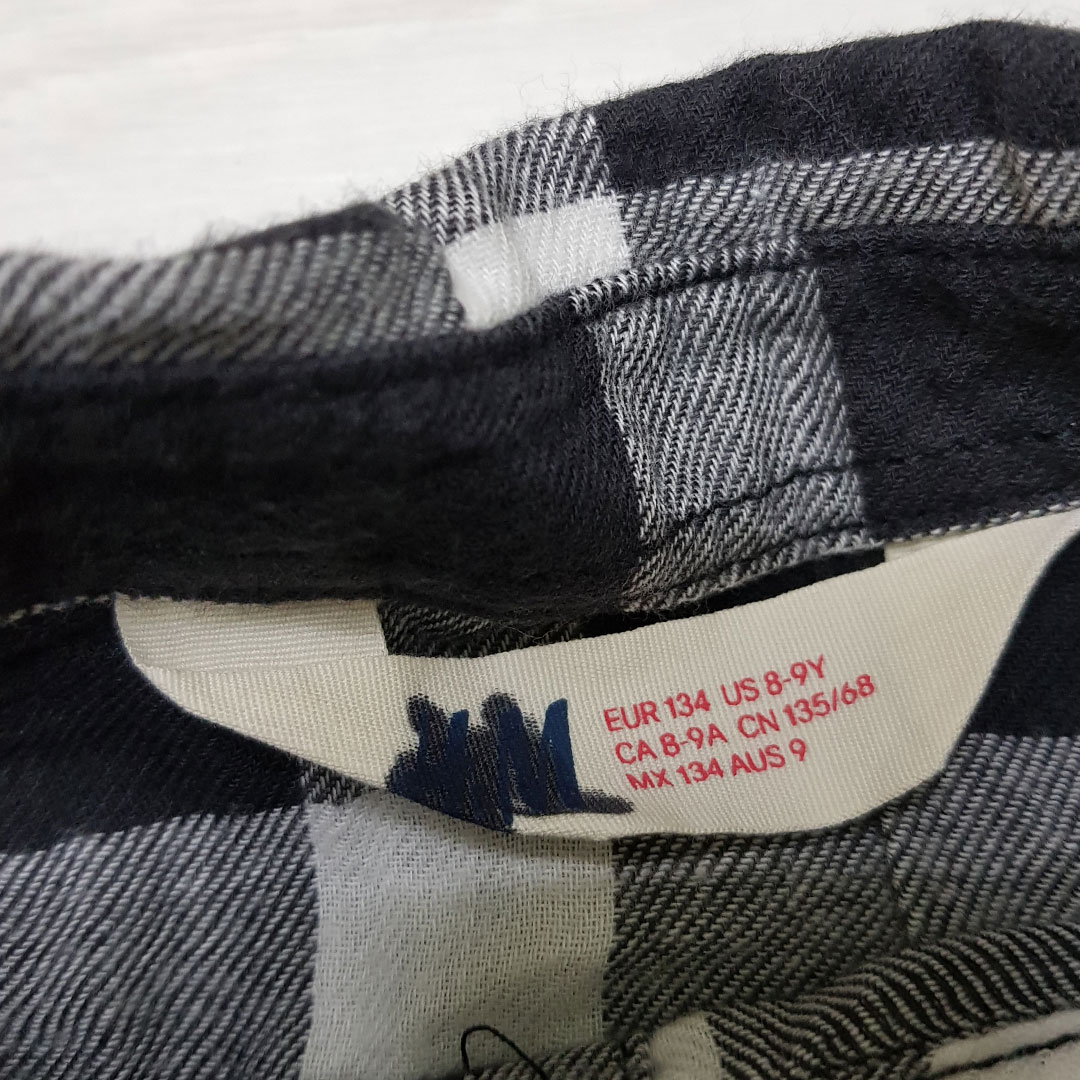 EUR 134 US 8-9Y
CA 8-9A CN 135/68
MX 134 AUS 9